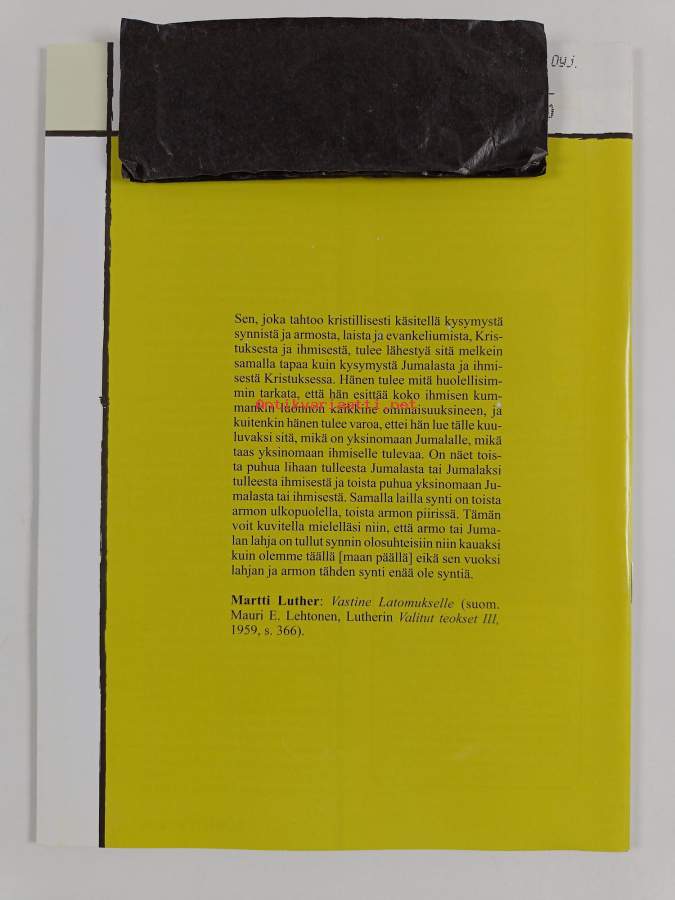 Oyj.
Sen, joka tahtoo kristillisesti käsitellä kysymystä
synnistä ja armosta, laista ja evankeliumista, Kris-
tuksesta ja ihmisestä, tulee lähestyä sitä melkein
samalla tapaa kuin kysymystä Jumalasta ja ihmi-
sestä Kristuksessa. Hänen tulee mitä huolellisim-
min tarkata, että hän esittää koko ihmisen kum-
mankin luonnon kaikkine ominaisuuksineen, ja
Antikvariaatti.net
kuitenkin hänen tulee varoa, ettei hän lue tälle kuu-
luvaksi sitä, mikä on yksinomaan Jumalalle, mikä
taas yksinomaan ihmiselle tulevaa. On näet tois-
ta puhua lihaan tulleesta Jumalasta tai Jumalaksi
tulleesta ihmisestä ja toista puhua yksinomaan Ju-
malasta tai ihmisestä. Samalla lailla synti on toista
armon ulkopuolella, toista armon piirissä. Tämän
voit kuvitella mielelläsi niin, että armo tai Juma-
lan lahja on tullut synnin olosuhteisiin niin kauaksi
kuin olemme täällä [maan päällä] eikä sen vuoksi
lahjan ja armon tähden synti enää ole syntiä.
Martti Luther: Vastine Latomukselle (suom.
Mauri E. Lehtonen, Lutherin Valitut teokset III,
1959, s. 366).